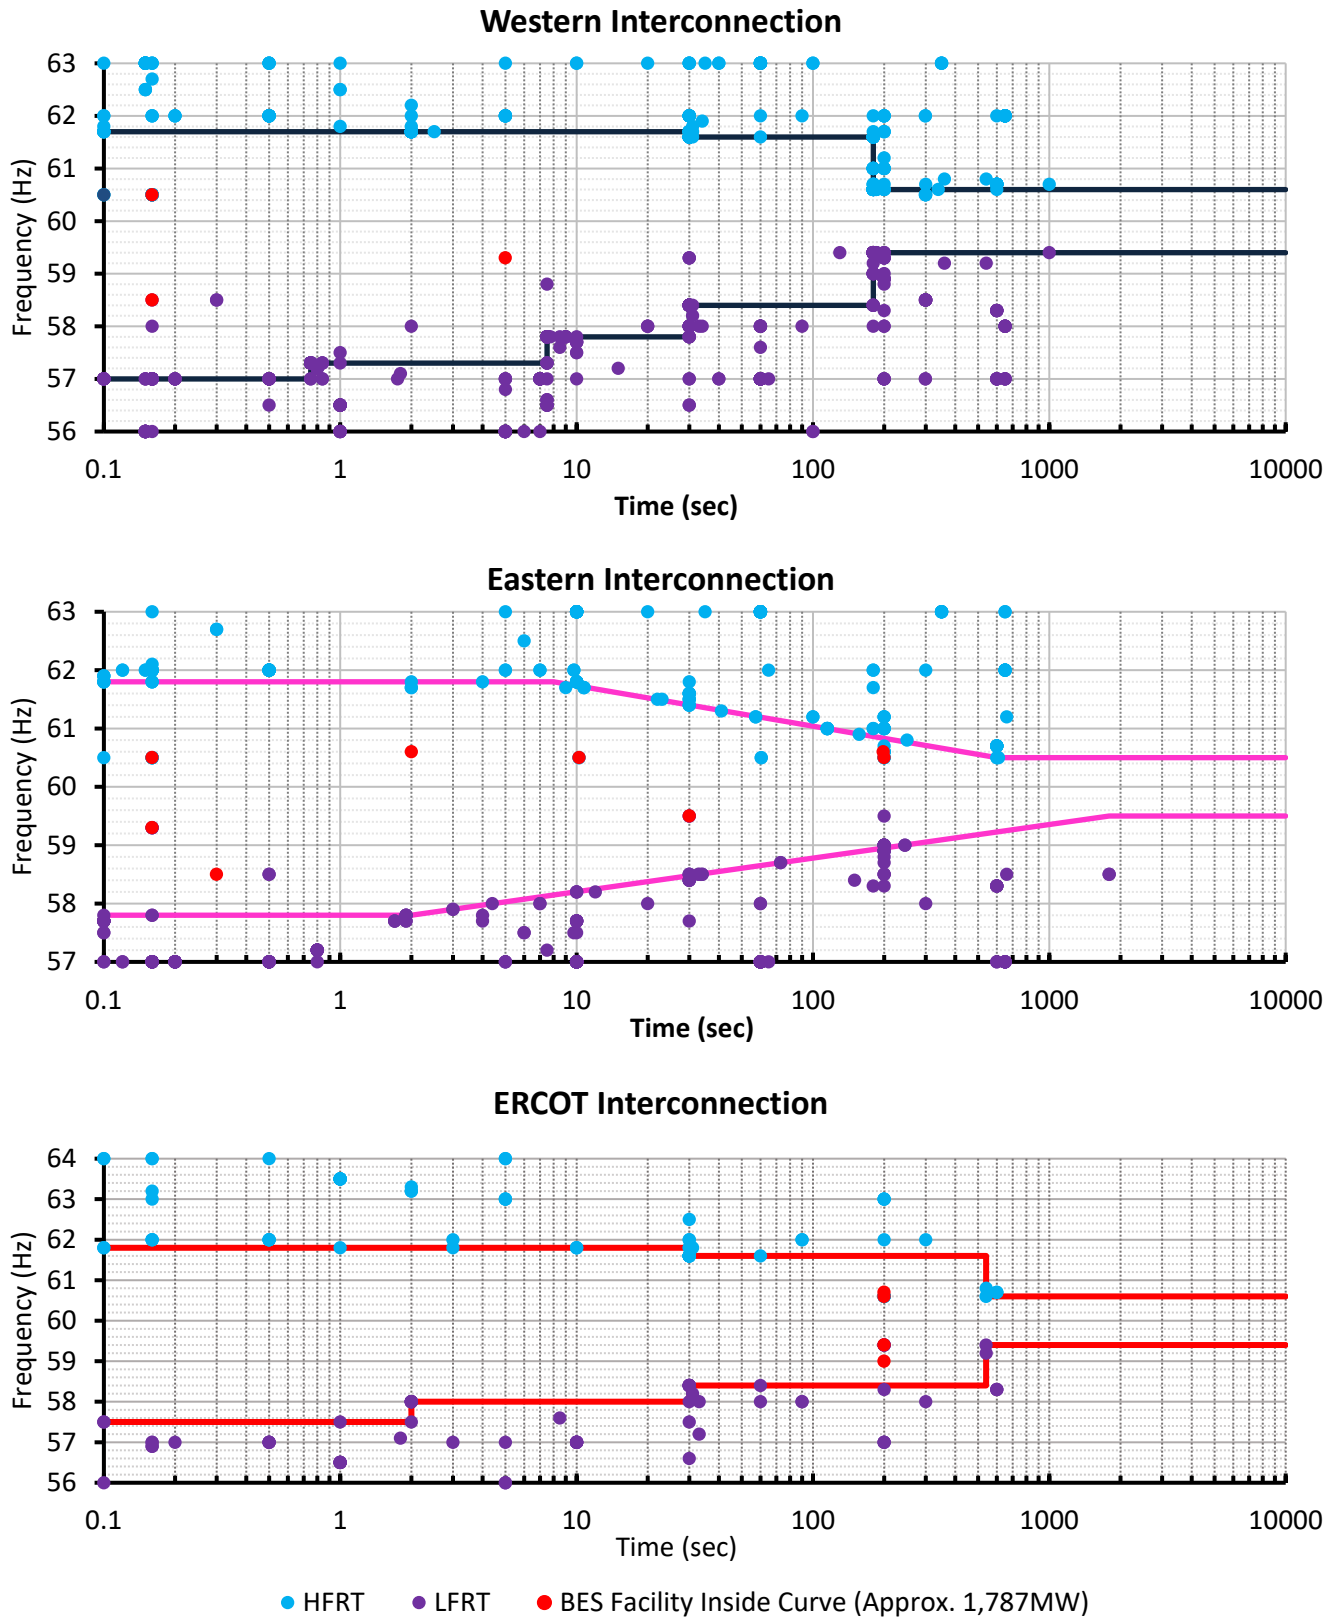 Western Interconnection
63
62
61
60
59
58
57
56
Frequency (Hz)
0.1 1 10 100 1000 10000
Time (sec)
Eastern Interconnection
63
62
61
60
59
58
57
Frequency (Hz)
0.1 1 10 100 1000 10000
Time (sec)
ERCOT Interconnection
64
63
62
61
60
59
58
57
56
Frequency (Hz)
0.1 1 10 100 1000 10000
Time (sec)
HFRT LFRT BES Facility Inside Curve (Approx. 1,787MW)